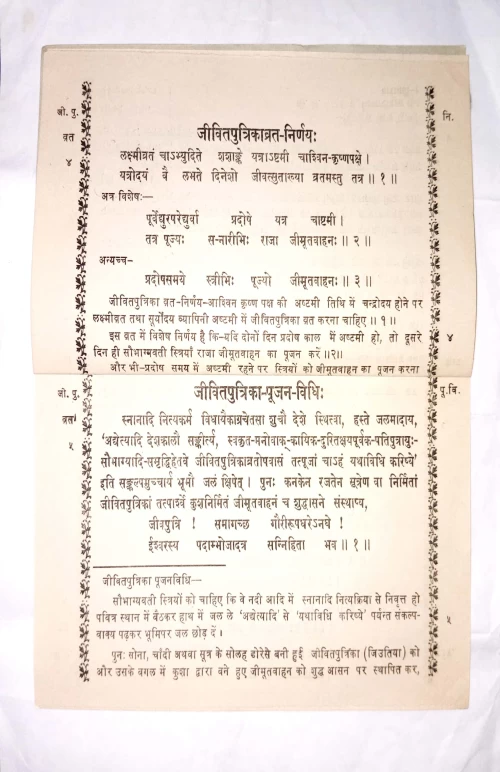 जी. पु.
व्रत
४
नि.
जीवितपुत्रिकाव्रत-निर्णयः
लक्ष्मीव्रतं चाऽभ्युदिते शशाङ्के यत्राऽष्टमी चाश्विन-कृष्णपक्षे।
यत्रोदयं वै लभते दिनेशो जीवत्सुताख्या व्रतमस्तु तत्र ॥ १ ॥
अत्र विशेषः—
पूर्वेद्युरपरेद्युर्वा प्रदोषे यत्र चाष्टमी।
तत्र पूज्यः स-नारीभिः राजा जीमूतवाहनः ॥ २ ॥
अन्यच्च–
प्रदोषसमये स्त्रीभिः पूज्यो जीमूतवाहनः ॥ ३ ॥
जीवितपुत्रिका व्रत-निर्णय-आश्विन कृष्ण पक्ष की अष्टमी तिथि में चन्द्रोदय होने पर
लक्ष्मीव्रत तथा सूर्योदय व्यापिनी अष्टमी में जीवितपुत्रिका व्रत करना चाहिए ॥ १ ॥
इस व्रत में विशेष निर्णय है कि-यदि दोनों दिन प्रदोष काल में अष्टमी हो, तो दूसरे
दिन ही सौभाग्यवती स्त्रियाँ राजा जीमूतवाहन का पूजन करें ॥२॥
और भी-प्रदोष समय में अष्टमी रहने पर स्त्रियों को जीमूतवाहन का पूजन करना
४
जी. पु.
व्रत
५
पू.वि.
जीवितपुत्रिका-पूजन-विधिः
स्नानादि नित्यकर्म विधायैकाग्रचेतसा शुचौ देशे स्थित्वा, हस्ते जलमादाय,
'अद्येत्यादि देशकालौ सङ्कीर्त्य, स्वकृत-मनोवाक्-कायिक-दुरितक्षयपूर्वक-पतिपुत्रायुः-
सौभाग्यादि-समृद्धिहेतवे जीवितपुत्रिकाव्रतोपवासं तत्पूजां चाऽहं यथाविधि करिष्ये'
इति सङ्कल्पमुच्चार्य भूमौ जलं क्षिपेत्। पुनः कनकेन रजतेन सूत्रेण वा निर्मितां
जीवितपुत्रिकां तत्पार्श्वे कुशनिर्मितं जीमूतवाहनं च शुद्धासने संस्थाप्य,
जीवपुत्रि ! समागच्छ गौरीरूपधरेऽनघे !
ईश्वरस्य पदाम्भोजादत्र सन्निहिता भव ॥ १ ॥
जीवितपुत्रिका पूजनविधि—
सौभाग्यवती स्त्रियों को चाहिए कि वे नदी आदि में स्नानादि नित्यक्रिया से निवृत्त हो
पवित्र स्थान में बैठकर हाथ में जल ले 'अद्येत्यादि' से 'यथाविधि करिष्ये' पर्यन्त संकल्प-
वाक्य पढ़कर भूमिपर जल छोड़ दें।
५
पुनः सोना, चाँदी अथवा सूत्र के सोलह डोरेसे बनी हुई जीवितपुत्रिका (जिउतिया) को
और उसके बगल में कुशा द्वारा बने हुए जीमूतवाहन को शुद्ध आसन पर स्थापित कर,